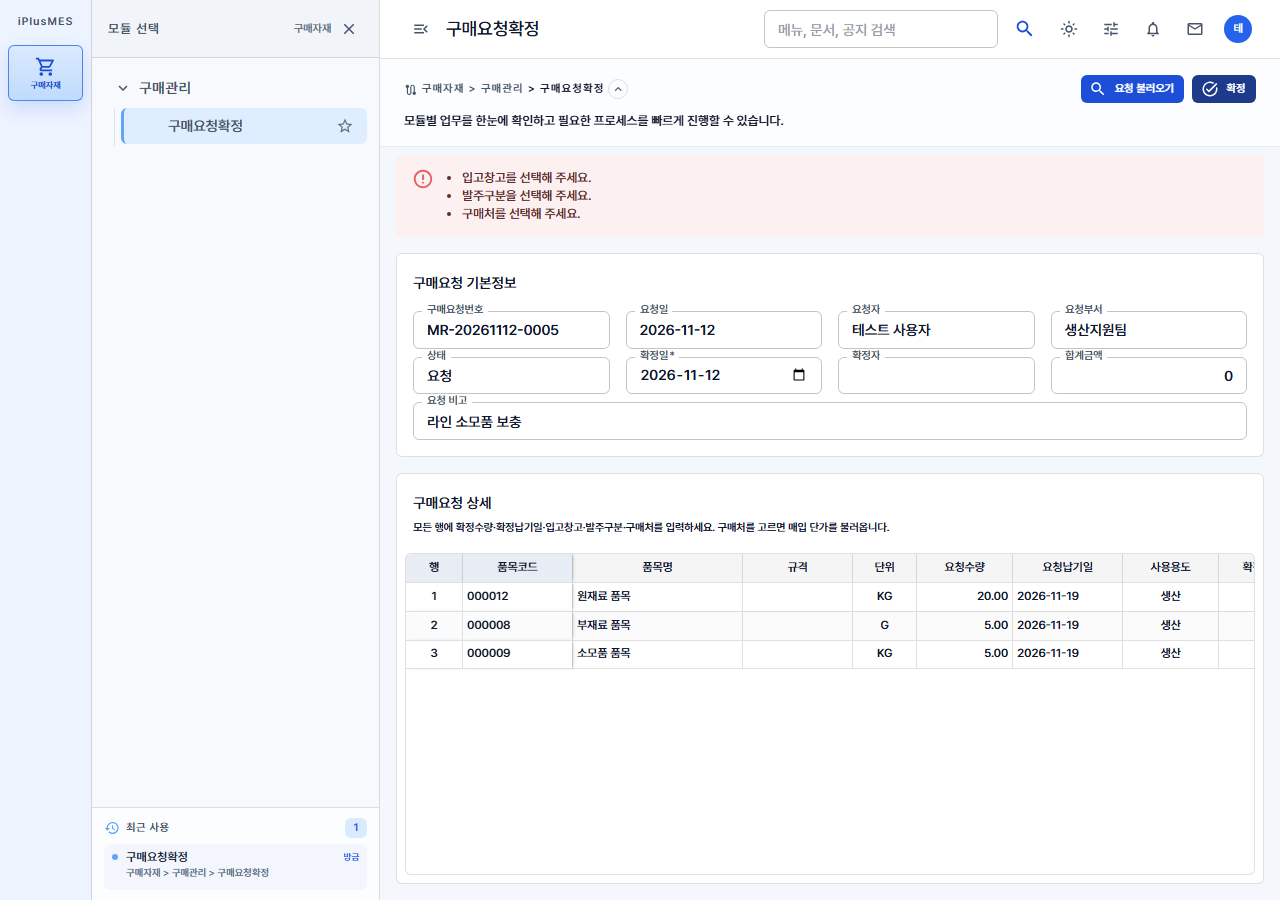 iPlusMES
구매자재
모듈 선택
구매자재
구매관리
구매요청확정
최근 사용
1
구매요청확정
방금
구매자재 > 구매관리 > 구매요청확정
구매요청확정
메뉴, 문서, 공지 검색
테
구매자재 > 구매관리 > 구매요청확정
요청 불러오기
확정
모듈별 업무를 한눈에 확인하고 필요한 프로세스를 빠르게 진행할 수 있습니다.
• 입고창고를 선택해 주세요.
• 발주구분을 선택해 주세요.
• 구매처를 선택해 주세요.
구매요청 기본정보
구매요청번호 요청일 요청자 요청부서
MR-20261112-0005 2026-11-12 테스트 사용자 생산지원팀
상태 확정일* 확정자 합계금액
요청 2026-11-12 0
요청 비고
라인 소모품 보충
구매요청 상세
모든 행에 확정수량·확정납기일·입고창고·발주구분·구매처를 입력하세요. 구매처를 고르면 매입 단가를 불러옵니다.
행 품목코드 품목명 규격 단위 요청수량 요청납기일 사용용도 확
1 000012 원재료 품목 KG 20.00 2026-11-19 생산
2 000008 부재료 품목 G 5.00 2026-11-19 생산
3 000009 소모품 품목 KG 5.00 2026-11-19 생산